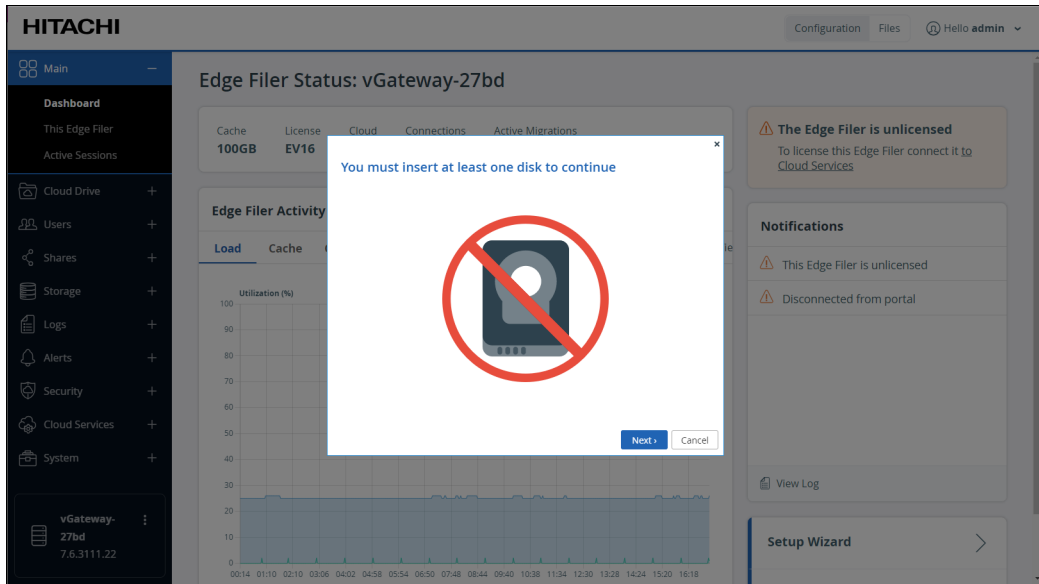 HITACHI
Configuration Files Hello admin
Main
Dashboard
This Edge Filer
Active Sessions
Cloud Drive
Users
Shares
Storage
Logs
Alerts
Security
Cloud Services
System
vGateway-
27bd
7.6.3111.22
Edge Filer Status: vGateway-27bd
Cache License Cloud Connections Active Migrations
100GB EV16
Edge Filer Activity
Load Cache
Utilization (%)
100
90
80
70
60
50
40
30
20
10
0
00:14 01:10 02:10 03:06 04:02 04:58 05:54 06:50 07:48 08:44 09:40 10:38 11:34 12:30 13:28 14:24 15:20 16:18
You must insert at least one disk to continue
Next ›
Cancel
The Edge Filer is unlicensed
To license this Edge Filer connect it to
Cloud Services
Notifications
This Edge Filer is unlicensed
Disconnected from portal
View Log
Setup Wizard